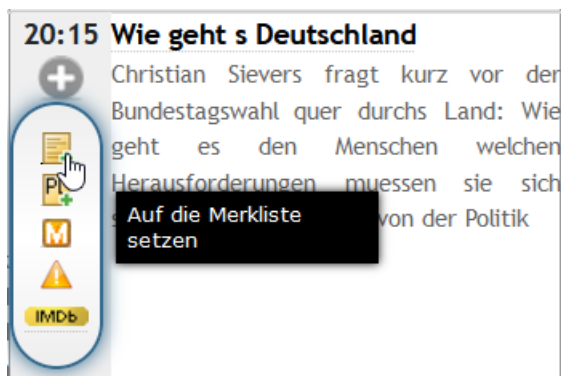 20:15 Wie geht s Deutschland
Christian Sievers fragt kurz vor der
Bundestagswahl quer durchs Land: Wie
geht es den Menschen welchen
Herausforderungen muessen sie sich
von der Politik
Auf die Merkliste
setzen
M
IMDb